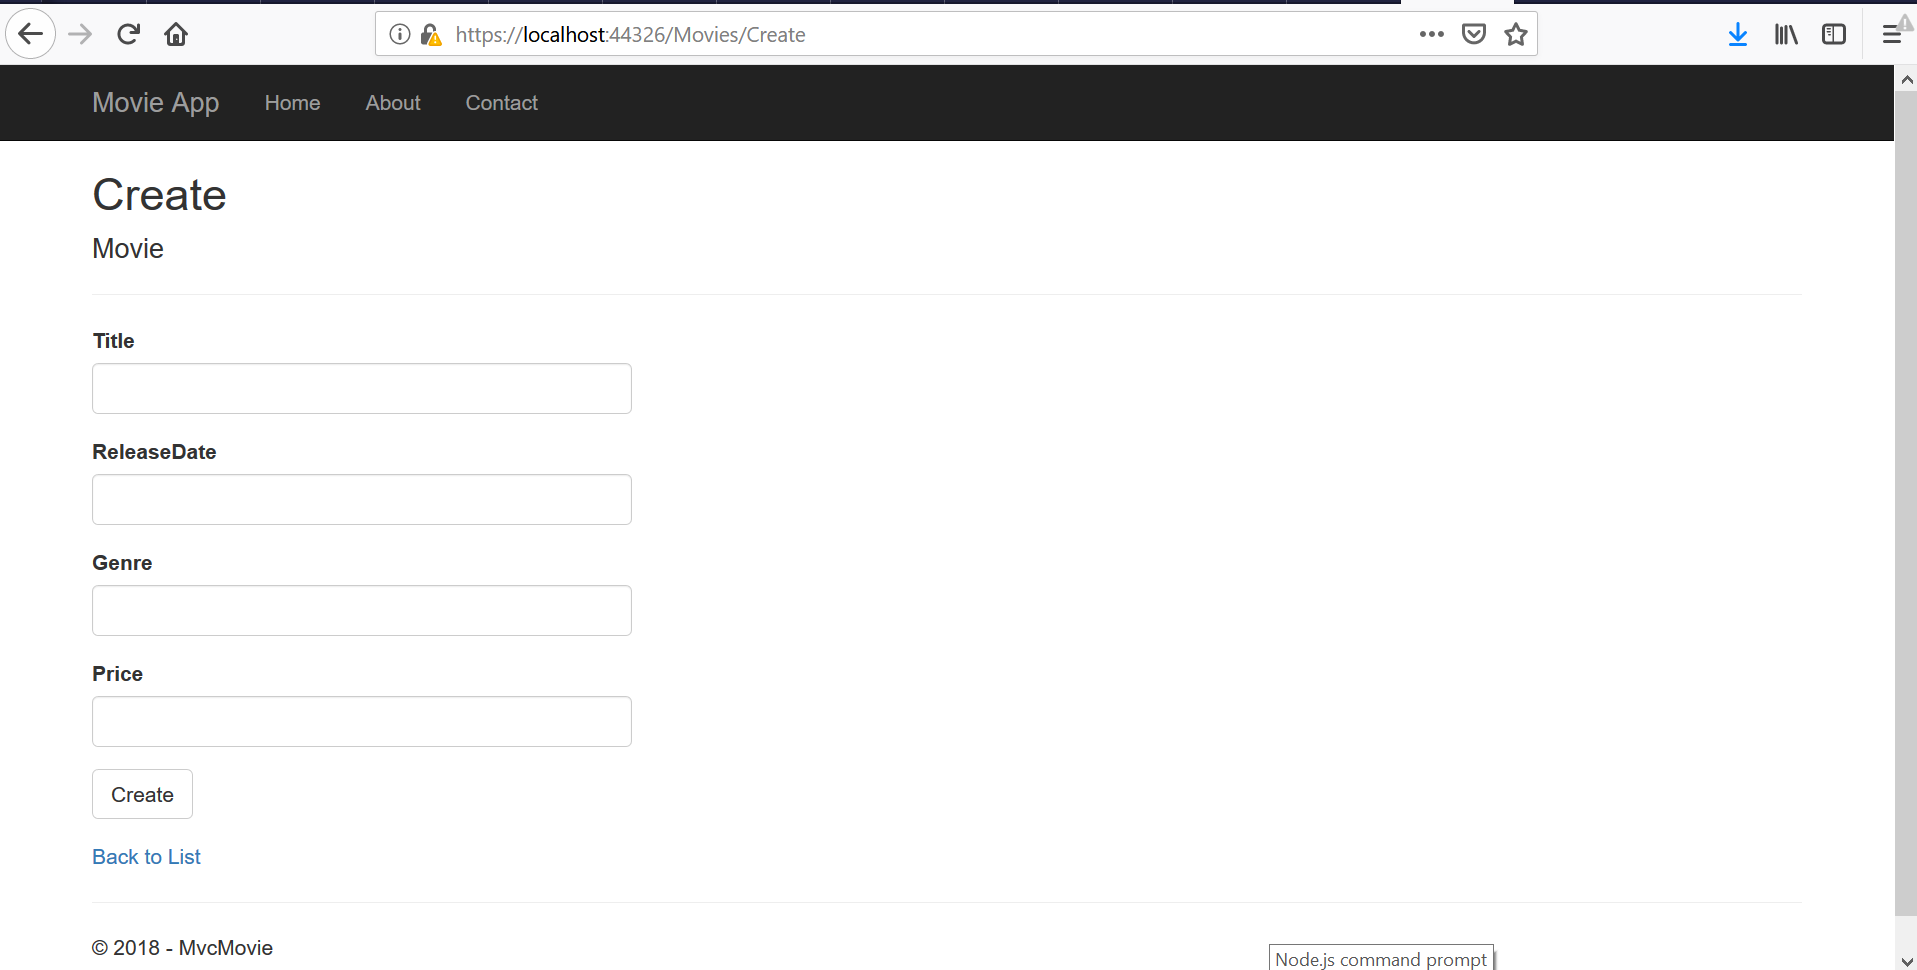 https://localhost:44326/Movies/Create
Movie App Home About Contact
Create
Movie
Title
ReleaseDate
Genre
Price
Create
Back to List
© 2018 - MvcMovie
Node.js command prompt